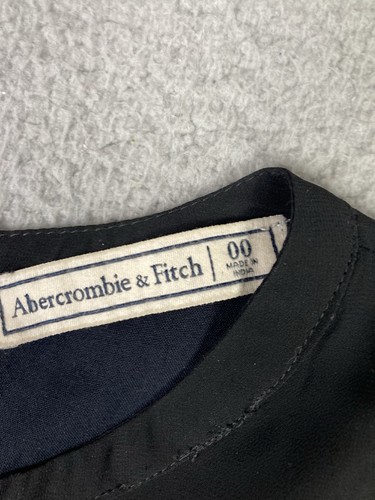 Abercrombie & Fitch | 00
MADE IN
INDIA